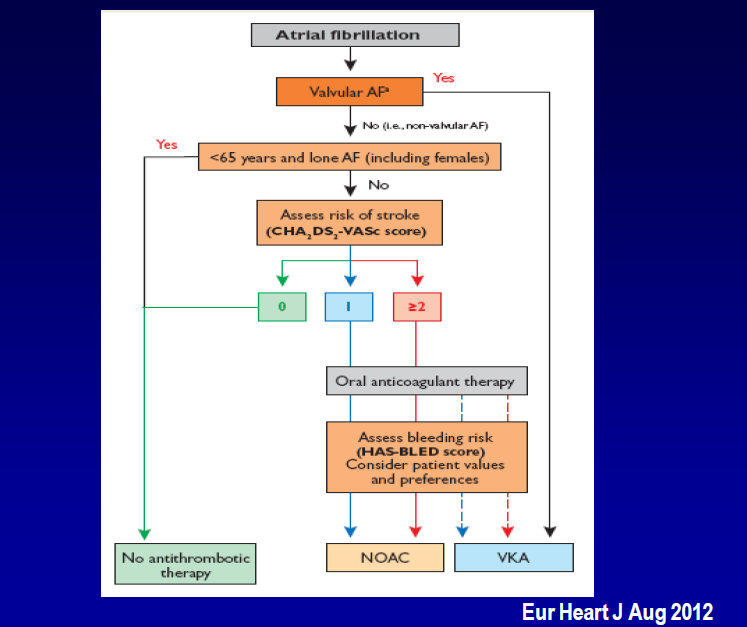 Atrial fibrillation
Valvular AFª
Yes
No (i.e., non-valvular AF)
Yes
<65 years and lone AF (including females)
No
Assess risk of stroke
(CHA₂DS₂-VASc score)
0
1
≥2
Oral anticoagulant therapy
Assess bleeding risk
(HAS-BLED score)
Consider patient values
and preferences
No antithrombotic
therapy
NOAC
VKA
Eur Heart J Aug 2012